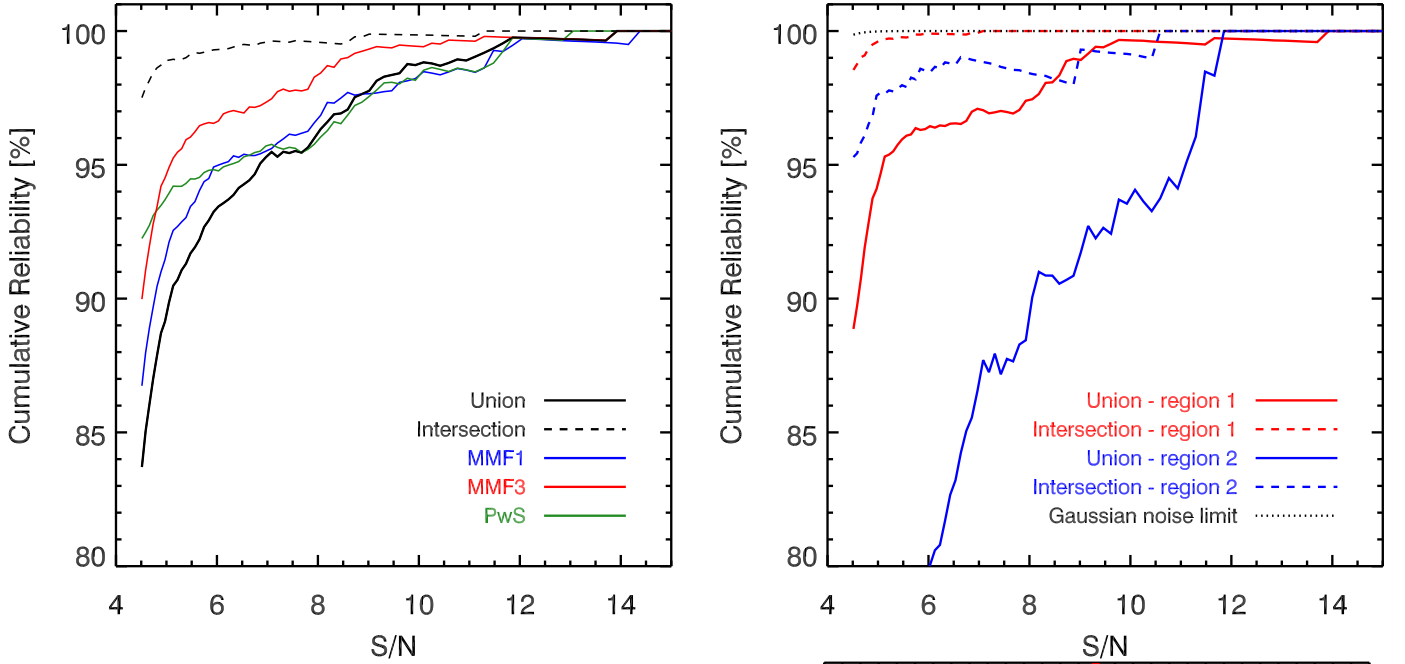 Cumulative Reliability [%]
100
95
90
85
80
Union
Intersection
MMF1
MMF3
PwS
4 6 8 10 12 14
S/N
Cumulative Reliability [%]
100
95
90
85
80
Union - region 1
Intersection - region 1
Union - region 2
Intersection - region 2
Gaussian noise limit
4 6 8 10 12 14
S/N